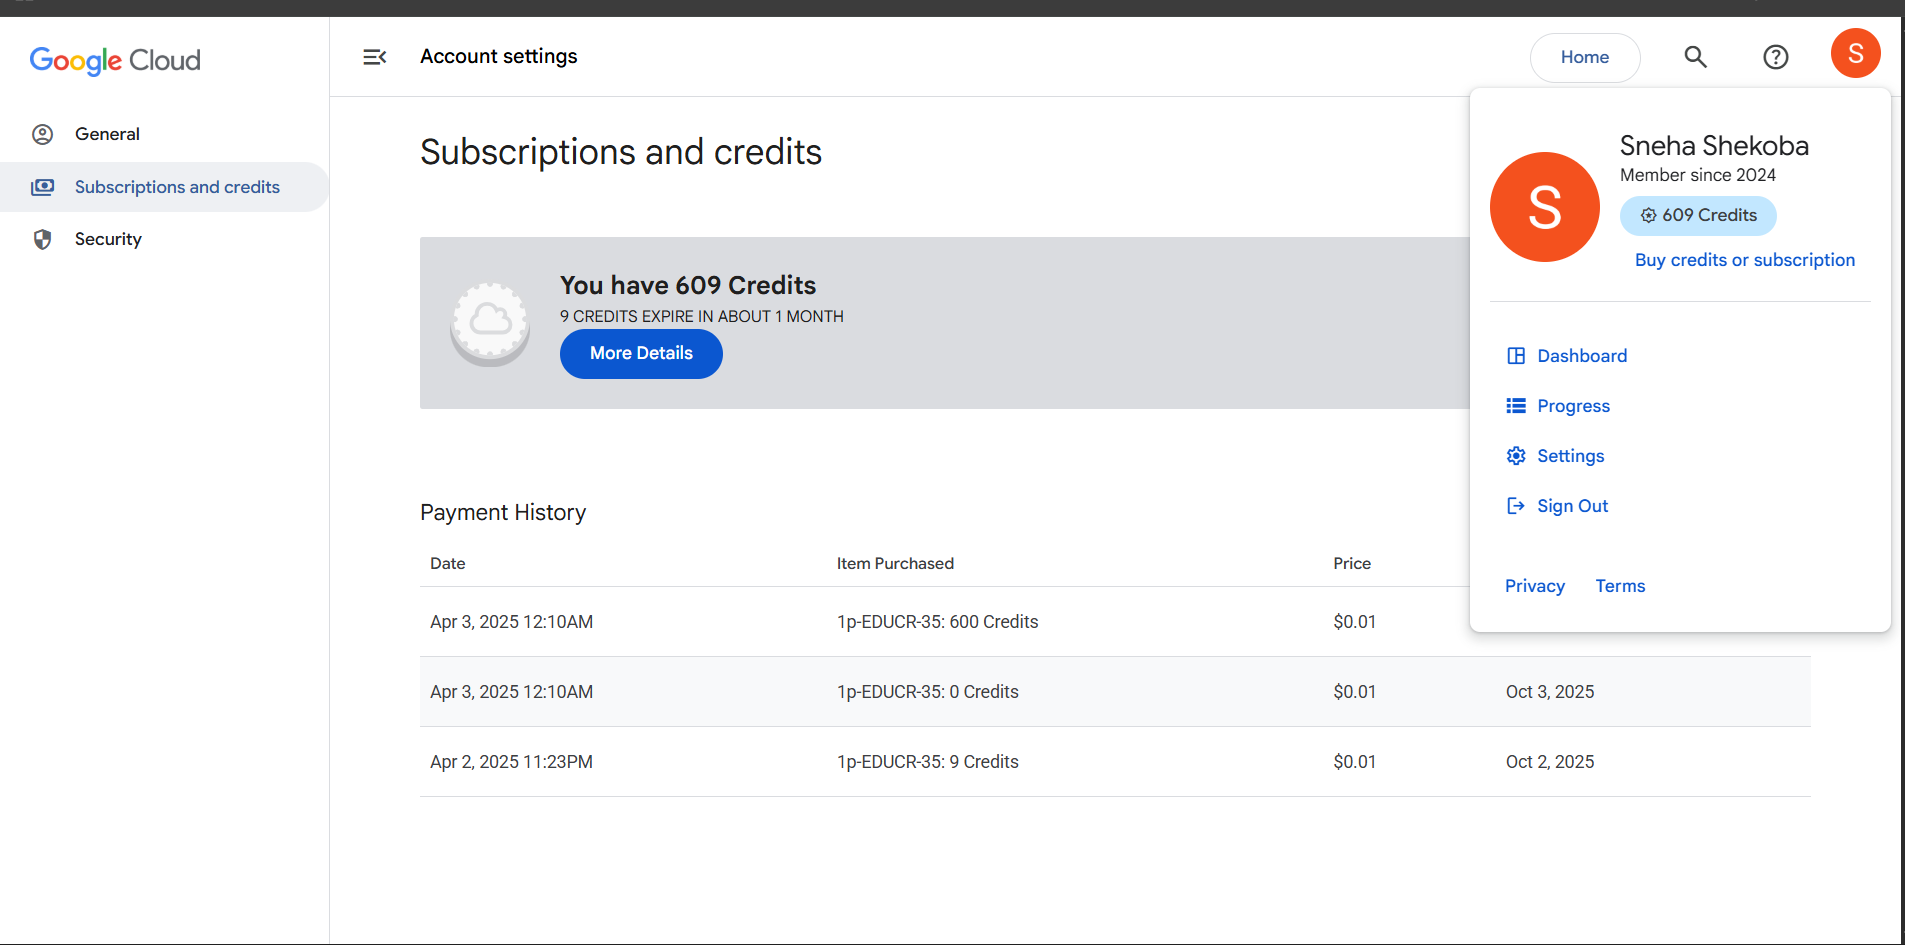 Google Cloud
General
Subscriptions and credits
Security
Account settings
Home
S
Subscriptions and credits
You have 609 Credits
9 CREDITS EXPIRE IN ABOUT 1 MONTH
More Details
S
Sneha Shekoba
Member since 2024
609 Credits
Buy credits or subscription
Dashboard
Progress
Settings
Sign Out
Privacy Terms
Payment History
Date Item Purchased Price
Apr 3, 2025 12:10AM 1p-EDUCR-35: 600 Credits $0.01
Apr 3, 2025 12:10AM 1p-EDUCR-35: 0 Credits $0.01 Oct 3, 2025
Apr 2, 2025 11:23PM 1p-EDUCR-35: 9 Credits $0.01 Oct 2, 2025